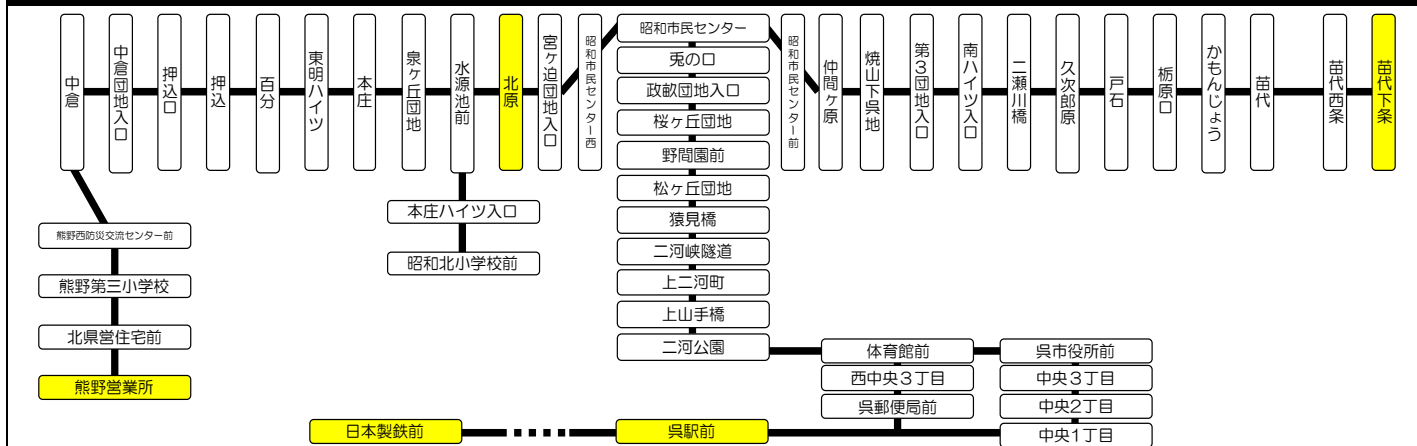 中倉
中倉団地入口
押込口
押込
百分
東明ハイツ
本庄
泉ヶ丘団地
水源池前
北原
宮ヶ迫団地入口
昭和市民センター西
昭和市民センター
兎の口
政畝団地入口
桜ヶ丘団地
野間園前
松ヶ丘団地
猿見橋
二河峡隧道
上二河町
上山手橋
二河公園
昭和市民センター前
仲間ヶ原
焼山下呉地
第3団地入口
南ハイツ入口
二瀬川橋
久次郎原
戸石
栃原口
かもんじょう
苗代
苗代西条
苗代下条
熊野西防災交流センター前
熊野第三小学校
北県営住宅前
熊野営業所
本庄ハイツ入口
昭和北小学校前
体育館前
呉市役所前
西中央3丁目
中央3丁目
呉郵便局前
中央2丁目
日本製鉄前
呉駅前
中央1丁目